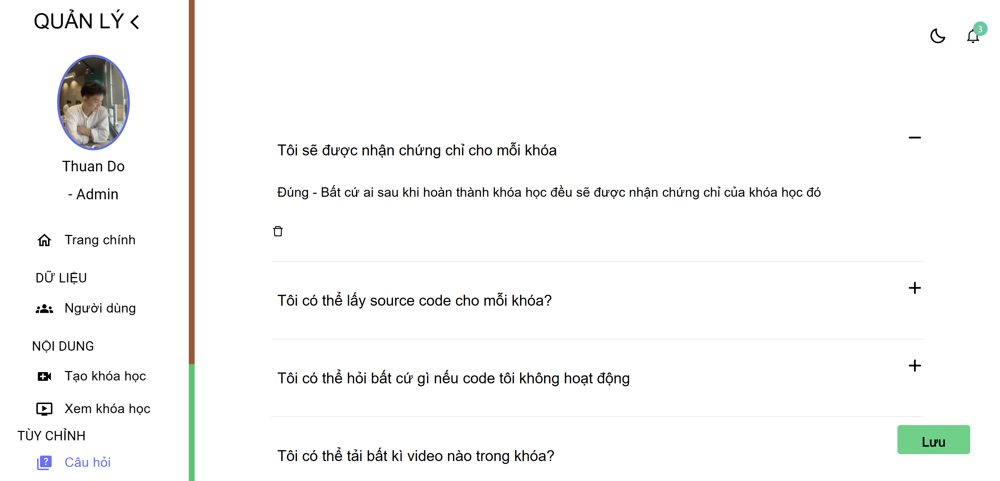 QUẢN LÝ
Thuan Do
- Admin
Trang chính
DỮ LIỆU
Người dùng
NỘI DUNG
Tạo khóa học
Xem khóa học
TÙY CHỈNH
Câu hỏi
3
Tôi sẽ được nhận chứng chỉ cho mỗi khóa
Đúng - Bất cứ ai sau khi hoàn thành khóa học đều sẽ được nhận chứng chỉ của khóa học đó
Tôi có thể lấy source code cho mỗi khóa?
Tôi có thể hỏi bất cứ gì nếu code tôi không hoạt động
Tôi có thể tải bất kì video nào trong khóa?
Lưu